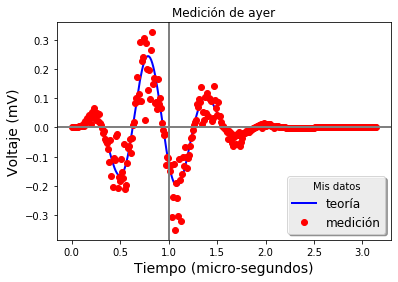 Medición de ayer
Voltaje (mV)
0.3
0.2
0.1
0.0
−0.1
−0.2
−0.3
0.0 0.5 1.0 1.5 2.0 2.5 3.0
Tiempo (micro-segundos)
Mis datos
teoría
medición